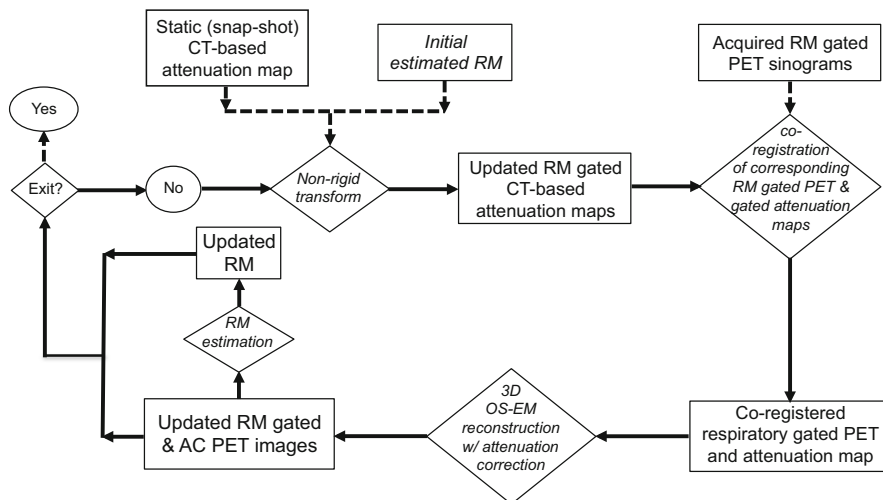 Static (snap-shot)
CT-based
attenuation map
Initial
estimated RM
Acquired RM gated
PET sinograms
Yes
Exit?
No
Non-rigid
transform
Updated RM gated
CT-based
attenuation maps
co-
registration
of corresponding
RM gated PET &
gated attenuation
maps
Updated
RM
RM
estimation
Updated RM gated
& AC PET images
3D
OS-EM
reconstruction
w/ attenuation
correction
Co-registered
respiratory gated PET
and attenuation map